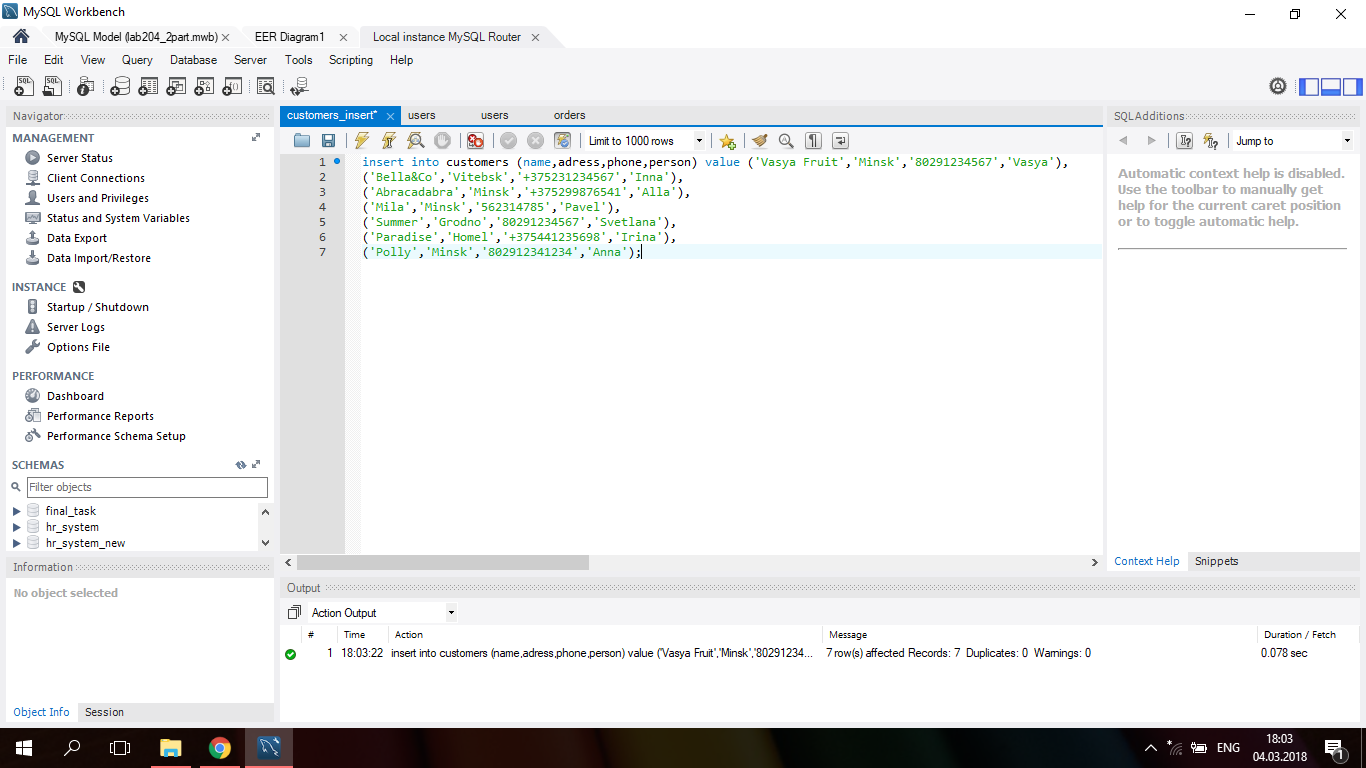 MySQL Workbench
MySQL Model (lab204_2part.mwb) EER Diagram1 Local instance MySQL Router
File Edit View Query Database Server Tools Scripting Help
Navigator
MANAGEMENT
Server Status
Client Connections
Users and Privileges
Status and System Variables
Data Export
Data Import/Restore
INSTANCE
Startup / Shutdown
Server Logs
Options File
PERFORMANCE
Dashboard
Performance Reports
Performance Schema Setup
SCHEMAS
Filter objects
final_task
hr_system
hr_system_new
Information
No object selected
Object Info Session
customers_insert* users users orders
Limit to 1000 rows
1 insert into customers (name,adress,phone,person) value ('Vasya Fruit','Minsk','80291234567','Vasya'),
2 ('Bella&Co','Vitebsk','+375231234567','Inna'),
3 ('Abracadabra','Minsk','+375299876541','Alla'),
4 ('Mila','Minsk','562314785','Pavel'),
5 ('Summer','Grodno','80291234567','Svetlana'),
6 ('Paradise','Homel','+375441235698','Irina'),
7 ('Polly','Minsk','802912341234','Anna');
SQLAdditions
Jump to
Automatic context help is disabled.
Use the toolbar to manually get
help for the current caret position
or to toggle automatic help.
Context Help Snippets
Output
Action Output
# Time Action Message Duration / Fetch
1 18:03:22 insert into customers (name,adress,phone,person) value ('Vasya Fruit','Minsk','80291234... 7 row(s) affected Records: 7 Duplicates: 0 Warnings: 0 0.078 sec
ENG
18:03
04.03.2018
1